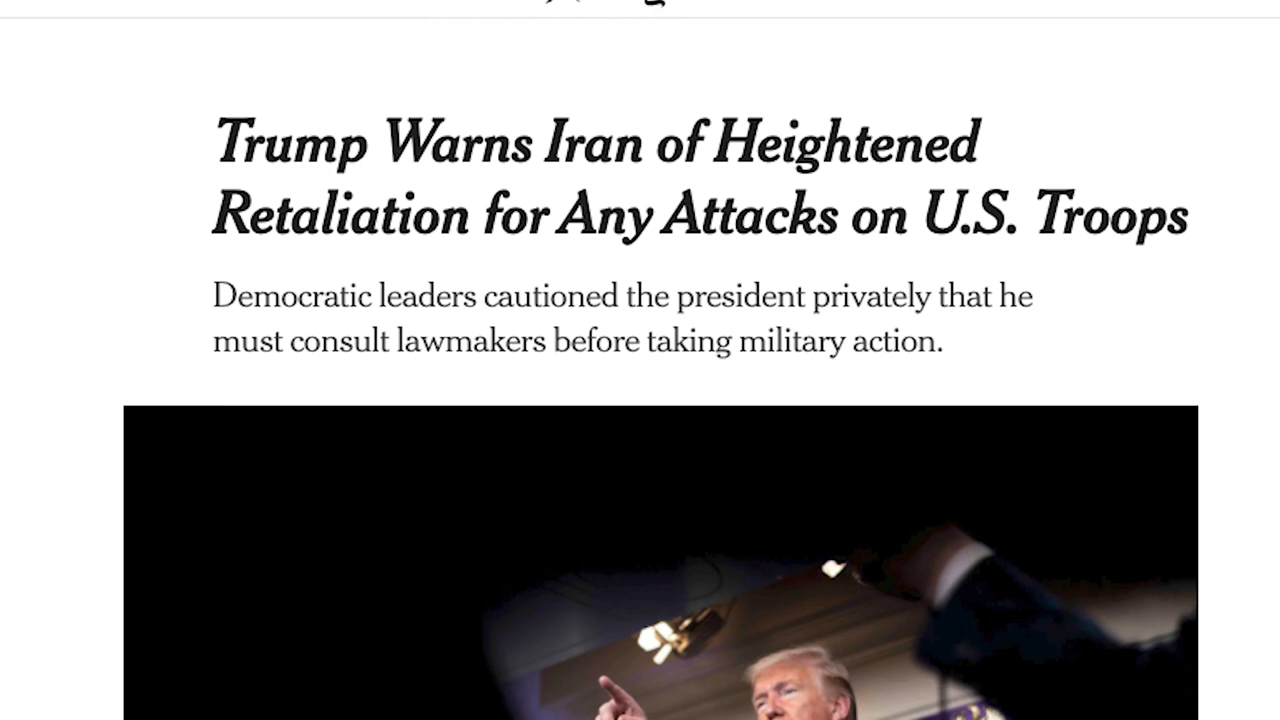 Trump Warns Iran of Heightened
Retaliation for Any Attacks on U.S. Troops
Democratic leaders cautioned the president privately that he
must consult lawmakers before taking military action.